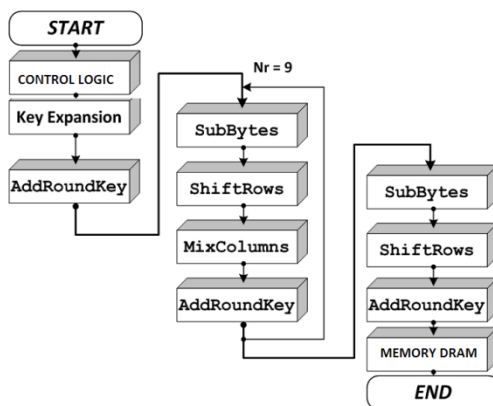 START
CONTROL LOGIC
Key Expansion
AddRoundKey
Nr = 9
SubBytes
ShiftRows
MixColumns
AddRoundKey
SubBytes
ShiftRows
AddRoundKey
MEMORY DRAM
END